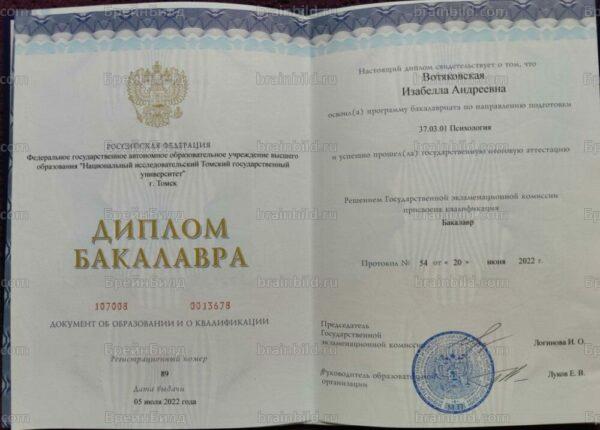 РОССИЙСКАЯ ФЕДЕРАЦИЯ
Федеральное государственное автономное образовательное учреждение высшего
образования "Национальный исследовательский Томский государственный
университет"
г. Томск
ДИПЛОМ
БАКАЛАВРА
107008 0013678
ДОКУМЕНТ ОБ ОБРАЗОВАНИИ И О КВАЛИФИКАЦИИ
Регистрационный номер
89
Дата выдачи
05 июля 2022 года
Настоящий диплом свидетельствует о том, что
Вотяковская
Изабелла Андреевна
освоил(а) программу бакалавриата по направлению подготовки
37.03.01 Психология
и успешно прошел(ла) государственную итоговую аттестацию
Решением Государственной экзаменационной комиссии
присвоена квалификация
Бакалавр
Протокол № 54 от « 20 » июня 2022 г.
Председатель
Государственной
экзаменационной комиссии
Логинова И. О.
Руководитель образовательной
организации
Луков Е. В.
М.П.
БрейнБилд
brainbild.ru
brainbild.com